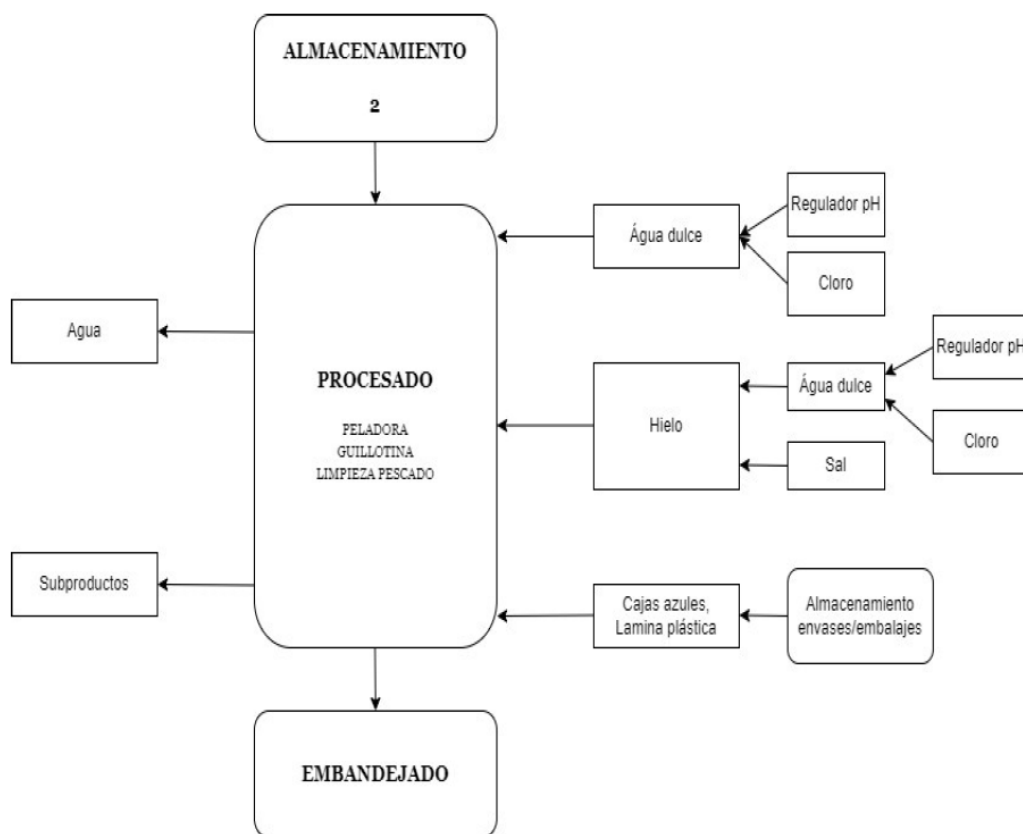 ALMACENAMIENTO
2
Regulador pH
Água dulce
Cloro
Agua
PROCESADO
PELADORA
GUILLOTINA
LIMPIEZA PESCADO
Hielo
Água dulce
Regulador pH
Cloro
Sal
Subproductos
Cajas azules,
Lamina plástica
Almacenamiento
envases/embalajes
EMBANDEJADO